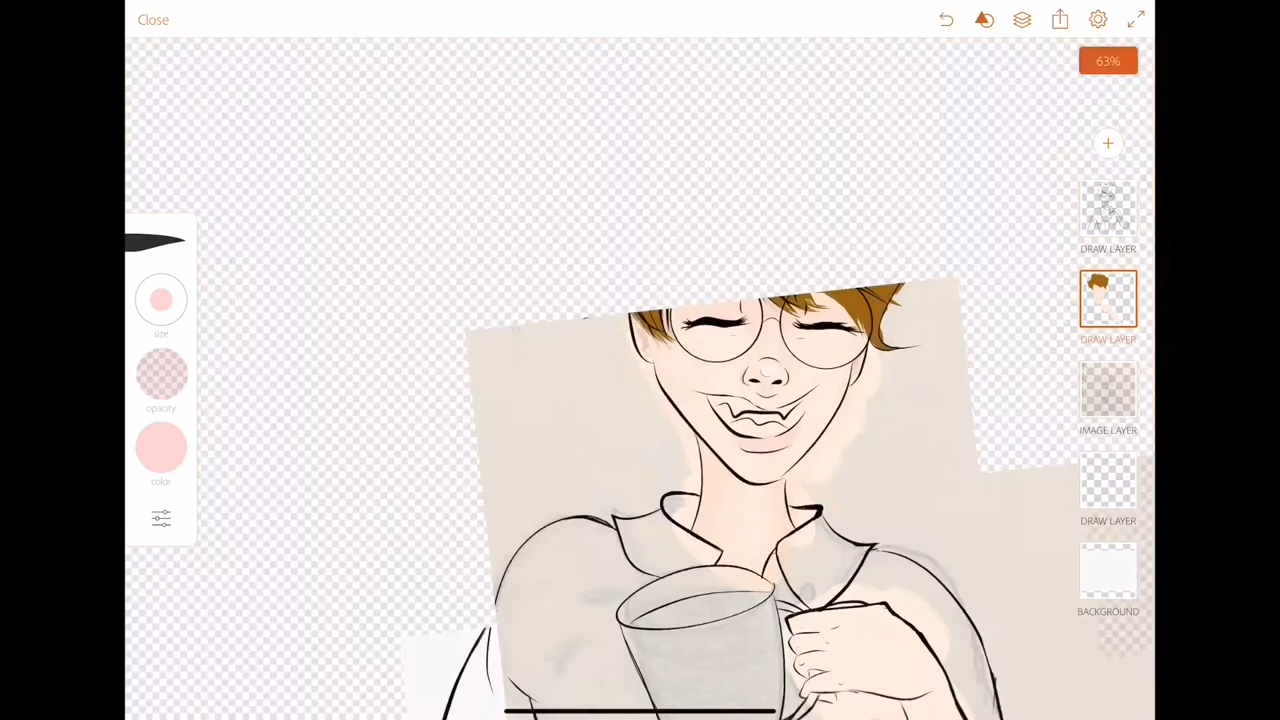 Close
63%
size
opacity
color
DRAW LAYER
DRAW LAYER
IMAGE LAYER
DRAW LAYER
BACKGROUND